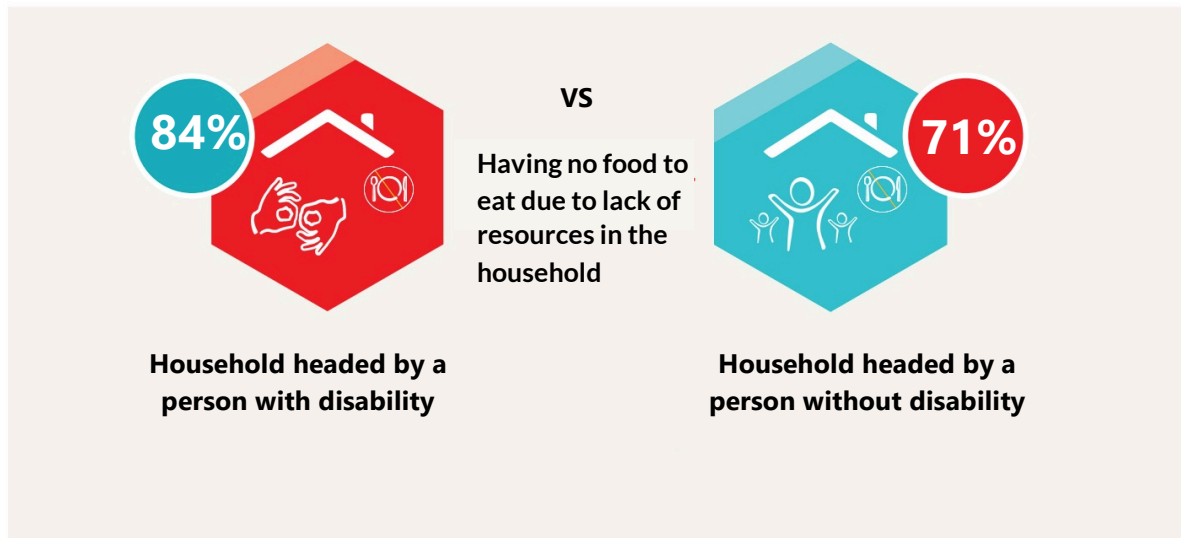 84%
VS
71%
Having no food to
eat due to lack of
resources in the
household
Household headed by a
person with disability
Household headed by a
person without disability